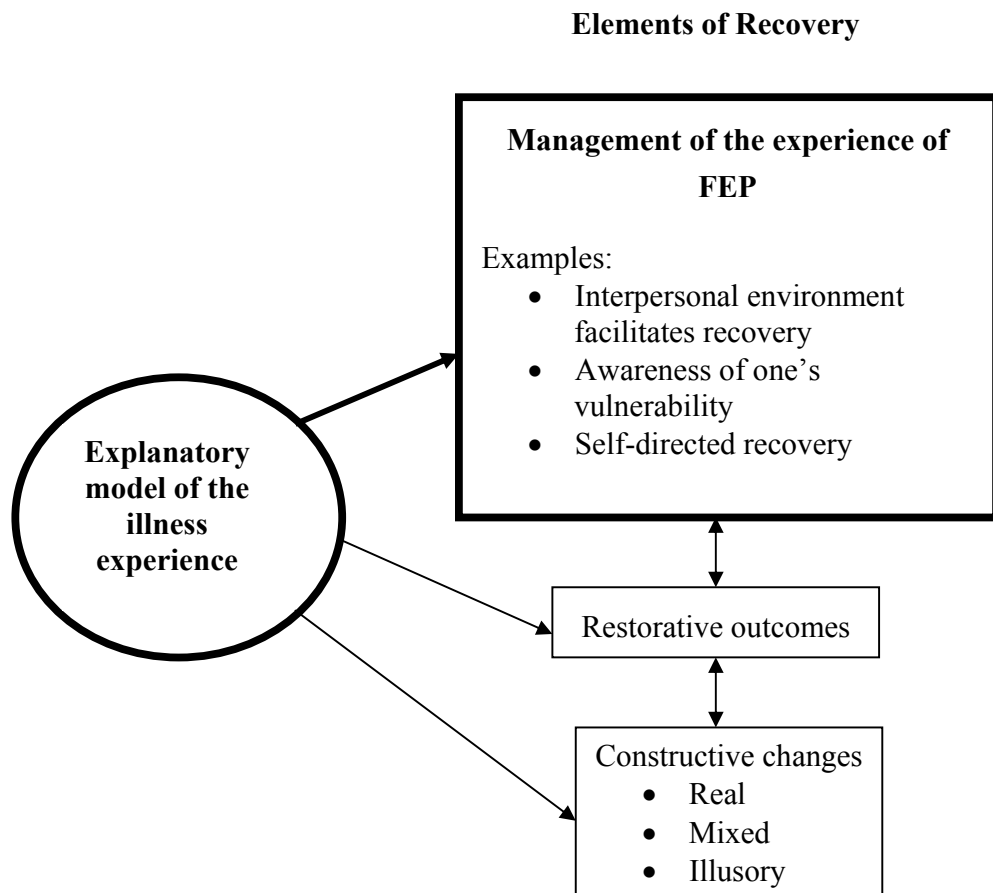 Elements of Recovery
Management of the experience of
FEP
Examples:
• Interpersonal environment
facilitates recovery
• Awareness of one’s
vulnerability
• Self-directed recovery
Explanatory
model of the
illness
experience
Restorative outcomes
Constructive changes
• Real
• Mixed
• Illusory